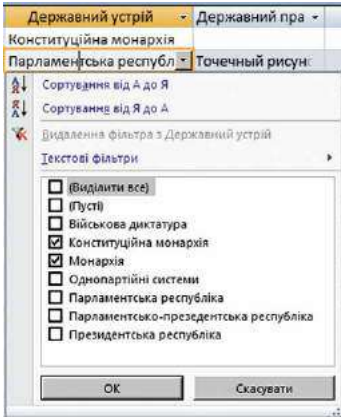 Державний устрій Державний пра
Конституційна монархія
Парламентська республ Точечный рисун
Сортування від А до Я
Сортування від Я до А
Видалення фільтра з Державний устрій
Текстові фільтри
(Виділити все)
(Пусті)
Військова диктатура
Конституційна монархія
Монархія
Однопартійні системи
Парламентська республіка
Парламентсько-презедентська республіка
Президентська республіка
ОК Скасувати